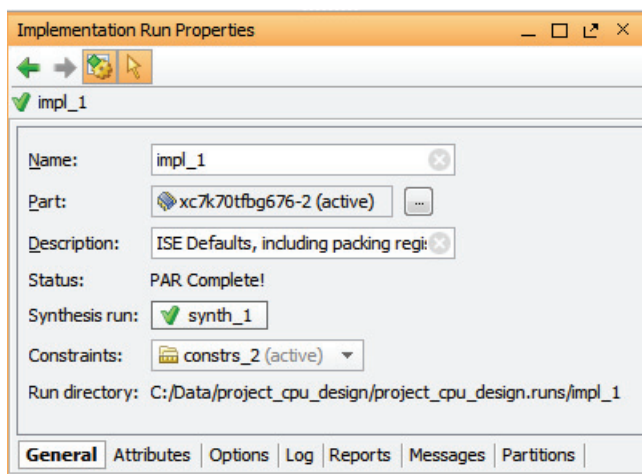 Implementation Run Properties
impl_1
Name: impl_1
Part: xc7k70tfbg676-2 (active) ...
Description: ISE Defaults, including packing regi
Status: PAR Complete!
Synthesis run: synth_1
Constraints: constrs_2 (active)
Run directory: C:/Data/project_cpu_design/project_cpu_design.runs/impl_1
General Attributes Options Log Reports Messages Partitions